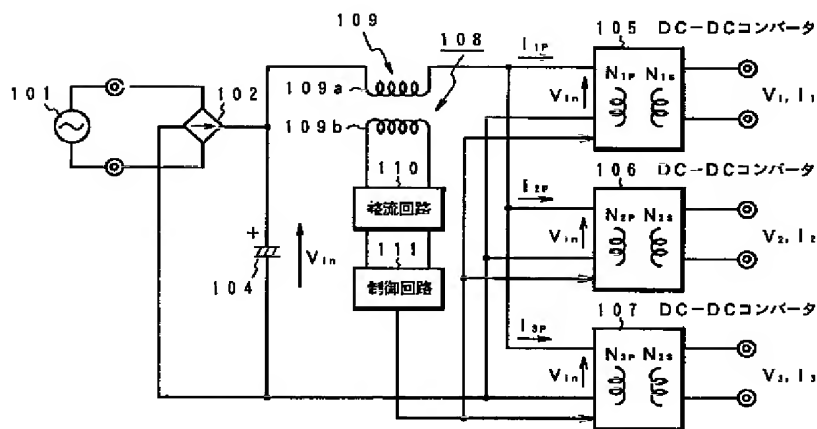 109
108
105 DC-DCコンバータ
I1P
N1P N1S
Vin
V1, I1
101
102
109a
109b
110
整流回路
111
制御回路
+
104
Vin
106 DC-DCコンバータ
I2P
N2P N2S
Vin
V2, I2
107 DC-DCコンバータ
I3P
N3P N3S
Vin
V3, I3